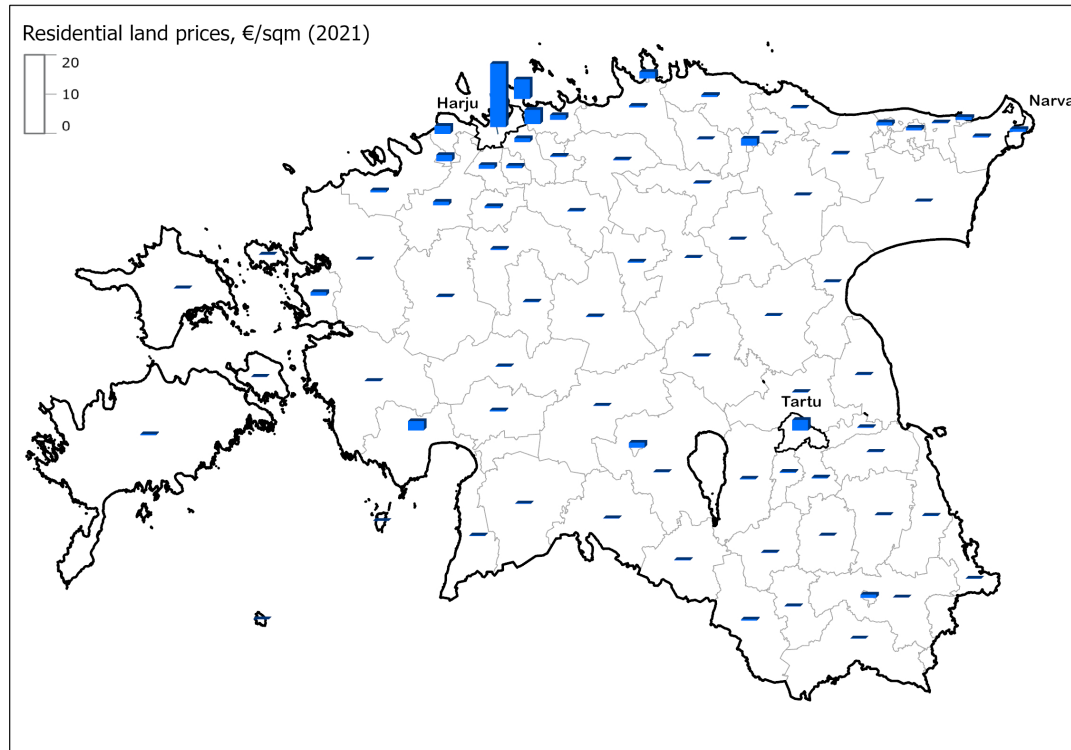 Residential land prices, €/sqm (2021)
20
10
0
Harju
Narva
Tartu